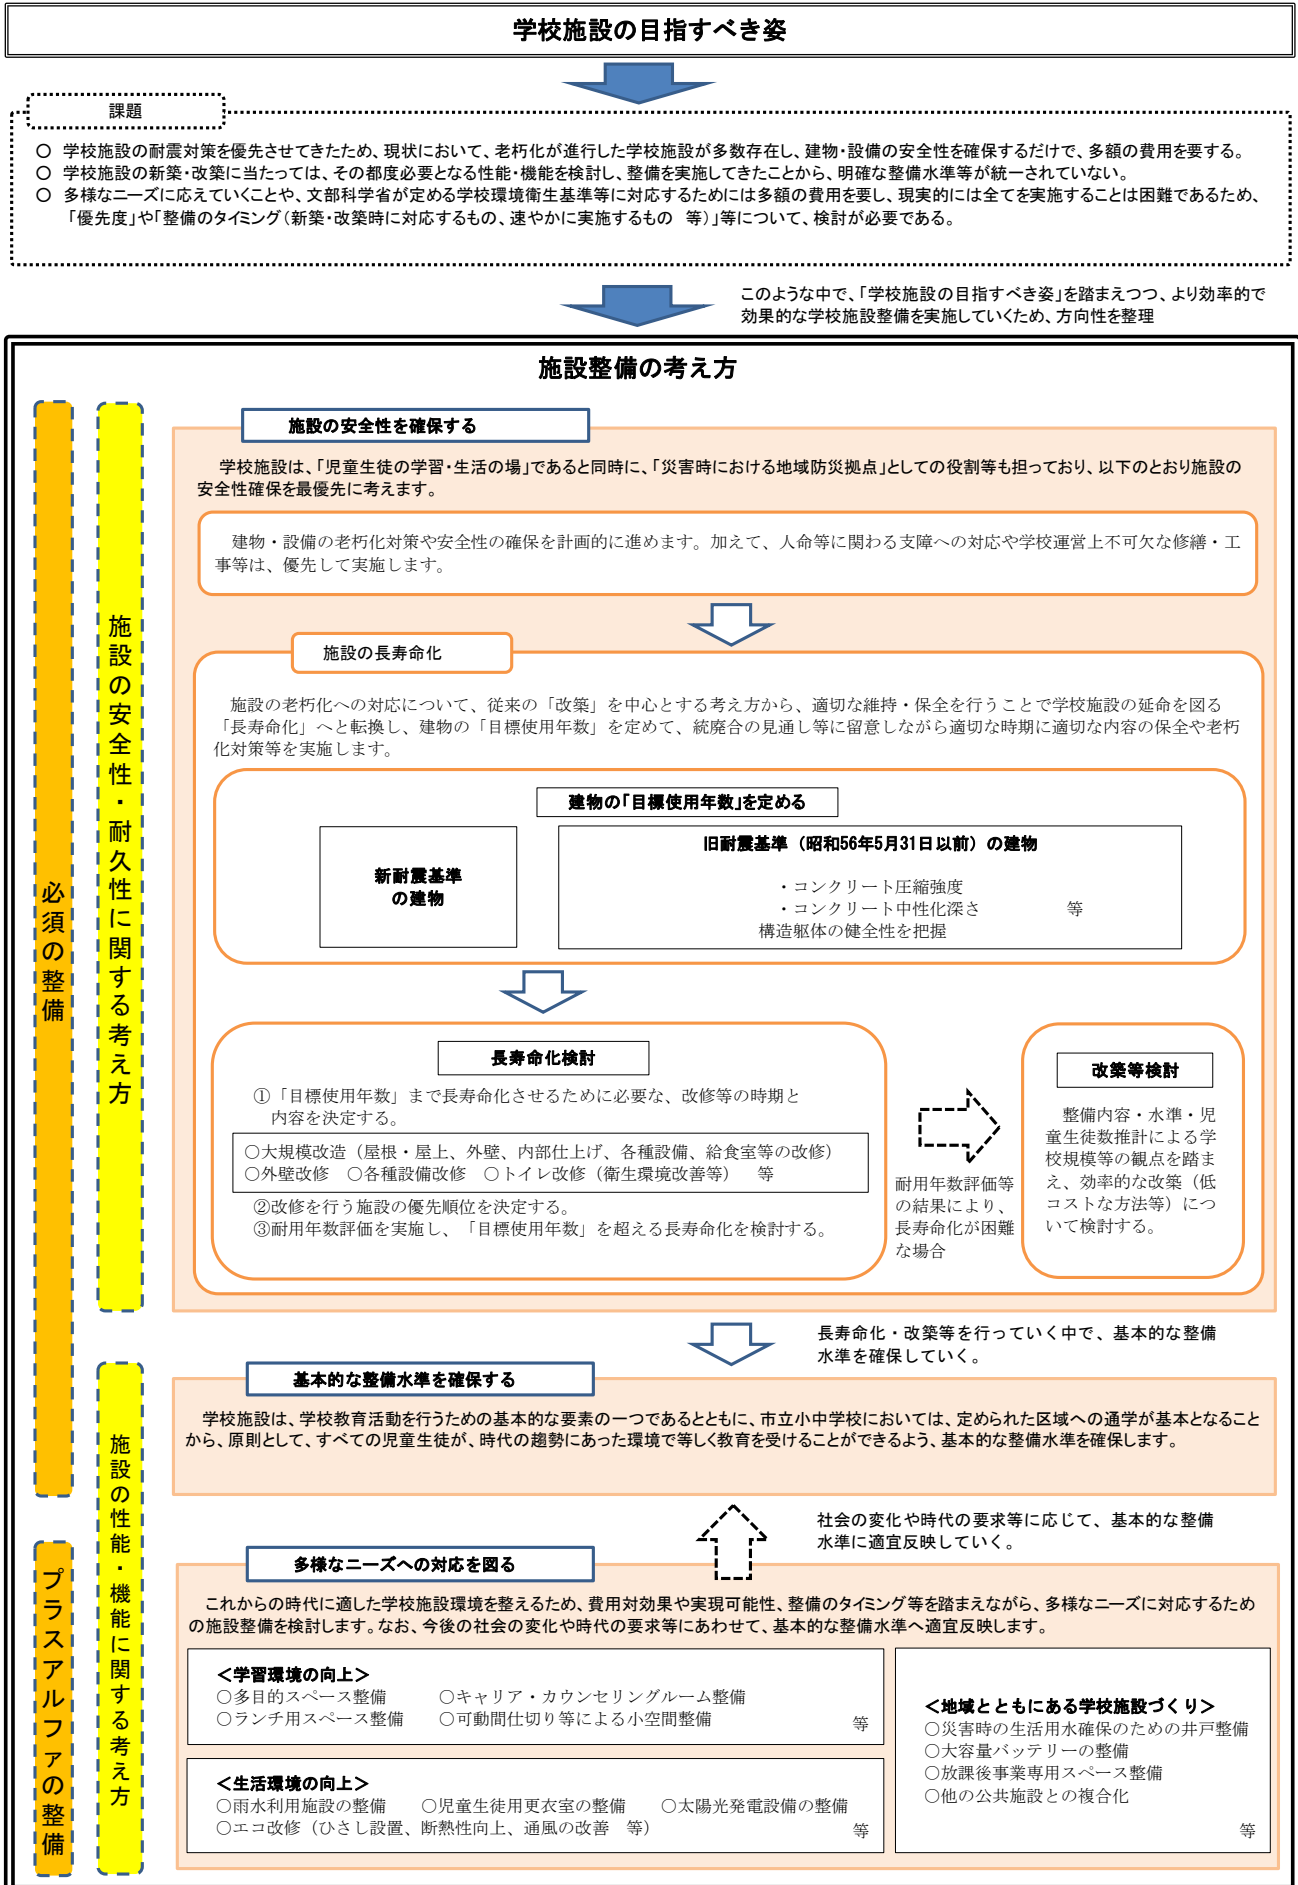 学校施設の目指すべき姿
課題
○ 学校施設の耐震対策を優先させてきたため、現状において、老朽化が進行した学校施設が多数存在し、建物・設備の安全性を確保するだけで、多額の費用を要する。
○ 学校施設の新築・改築に当たっては、その都度必要となる性能・機能を検討し、整備を実施してきたことから、明確な整備水準等が統一されていない。
○ 多様なニーズに応えていくことや、文部科学省が定める学校環境衛生基準等に対応するためには多額の費用を要し、現実的には全てを実施することは困難であるため、
「優先度」や「整備のタイミング（新築・改築時に対応するもの、速やかに実施するもの 等）」等について、検討が必要である。
このような中で、「学校施設の目指すべき姿」を踏まえつつ、より効率的で
効果的な学校施設整備を実施していくため、方向性を整理
施設整備の考え方
必須の整備
施設の安全性・耐久性に関する考え方
施設の安全性を確保する
学校施設は、「児童生徒の学習・生活の場」であると同時に、「災害時における地域防災拠点」としての役割等も担っており、以下のとおり施設の
安全性確保を最優先に考えます。
建物・設備の老朽化対策や安全性の確保を計画的に進めます。加えて、人命等に関わる支障への対応や学校運営上不可欠な修繕・工
事等は、優先して実施します。
施設の長寿命化
施設の老朽化への対応について、従来の「改築」を中心とする考え方から、適切な維持・保全を行うことで学校施設の延命を図る
「長寿命化」へと転換し、建物の「目標使用年数」を定めて、統廃合の見通し等に留意しながら適切な時期に適切な内容の保全や老朽
化対策等を実施します。
建物の「目標使用年数」を定める
新耐震基準
の建物
旧耐震基準（昭和56年5月31日以前）の建物
・コンクリート圧縮強度
・コンクリート中性化深さ 等
構造躯体の健全性を把握
長寿命化検討
①「目標使用年数」まで長寿命化させるために必要な、改修等の時期と
内容を決定する。
○大規模改造（屋根・屋上、外壁、内部仕上げ、各種設備、給食室等の改修）
○外壁改修 ○各種設備改修 ○トイレ改修（衛生環境改善等） 等
②改修を行う施設の優先順位を決定する。
③耐用年数評価を実施し、「目標使用年数」を超える長寿命化を検討する。
耐用年数評価等
の結果により、
長寿命化が困難
な場合
改築等検討
整備内容・水準・児
童生徒数推計による学
校規模等の観点を踏ま
え、効率的な改築（低
コストな方法等）につ
いて検討する。
長寿命化・改築等を行っていく中で、基本的な整備
水準を確保していく。
施設の性能・機能に関する考え方
基本的な整備水準を確保する
学校施設は、学校教育活動を行うための基本的な要素の一つであるとともに、市立小中学校においては、定められた区域への通学が基本となること
から、原則として、すべての児童生徒が、時代の趨勢にあった環境で等しく教育を受けることができるよう、基本的な整備水準を確保します。
社会の変化や時代の要求等に応じて、基本的な整備
水準に適宜反映していく。
プラスアルファの整備
多様なニーズへの対応を図る
これからの時代に適した学校施設環境を整えるため、費用対効果や実現可能性、整備のタイミング等を踏まえながら、多様なニーズに対応するため
の施設整備を検討します。なお、今後の社会の変化や時代の要求等にあわせて、基本的な整備水準へ適宜反映します。
＜学習環境の向上＞
○多目的スペース整備 ○キャリア・カウンセリングルーム整備
○ランチ用スペース整備 ○可動間仕切り等による小空間整備 等
＜生活環境の向上＞
○雨水利用施設の整備 ○児童生徒用更衣室の整備 ○太陽光発電設備の整備
○エコ改修（ひさし設置、断熱性向上、通風の改善 等） 等
＜地域とともにある学校施設づくり＞
○災害時の生活用水確保のための井戸整備
○大容量バッテリーの整備
○放課後事業専用スペース整備
○他の公共施設との複合化
等